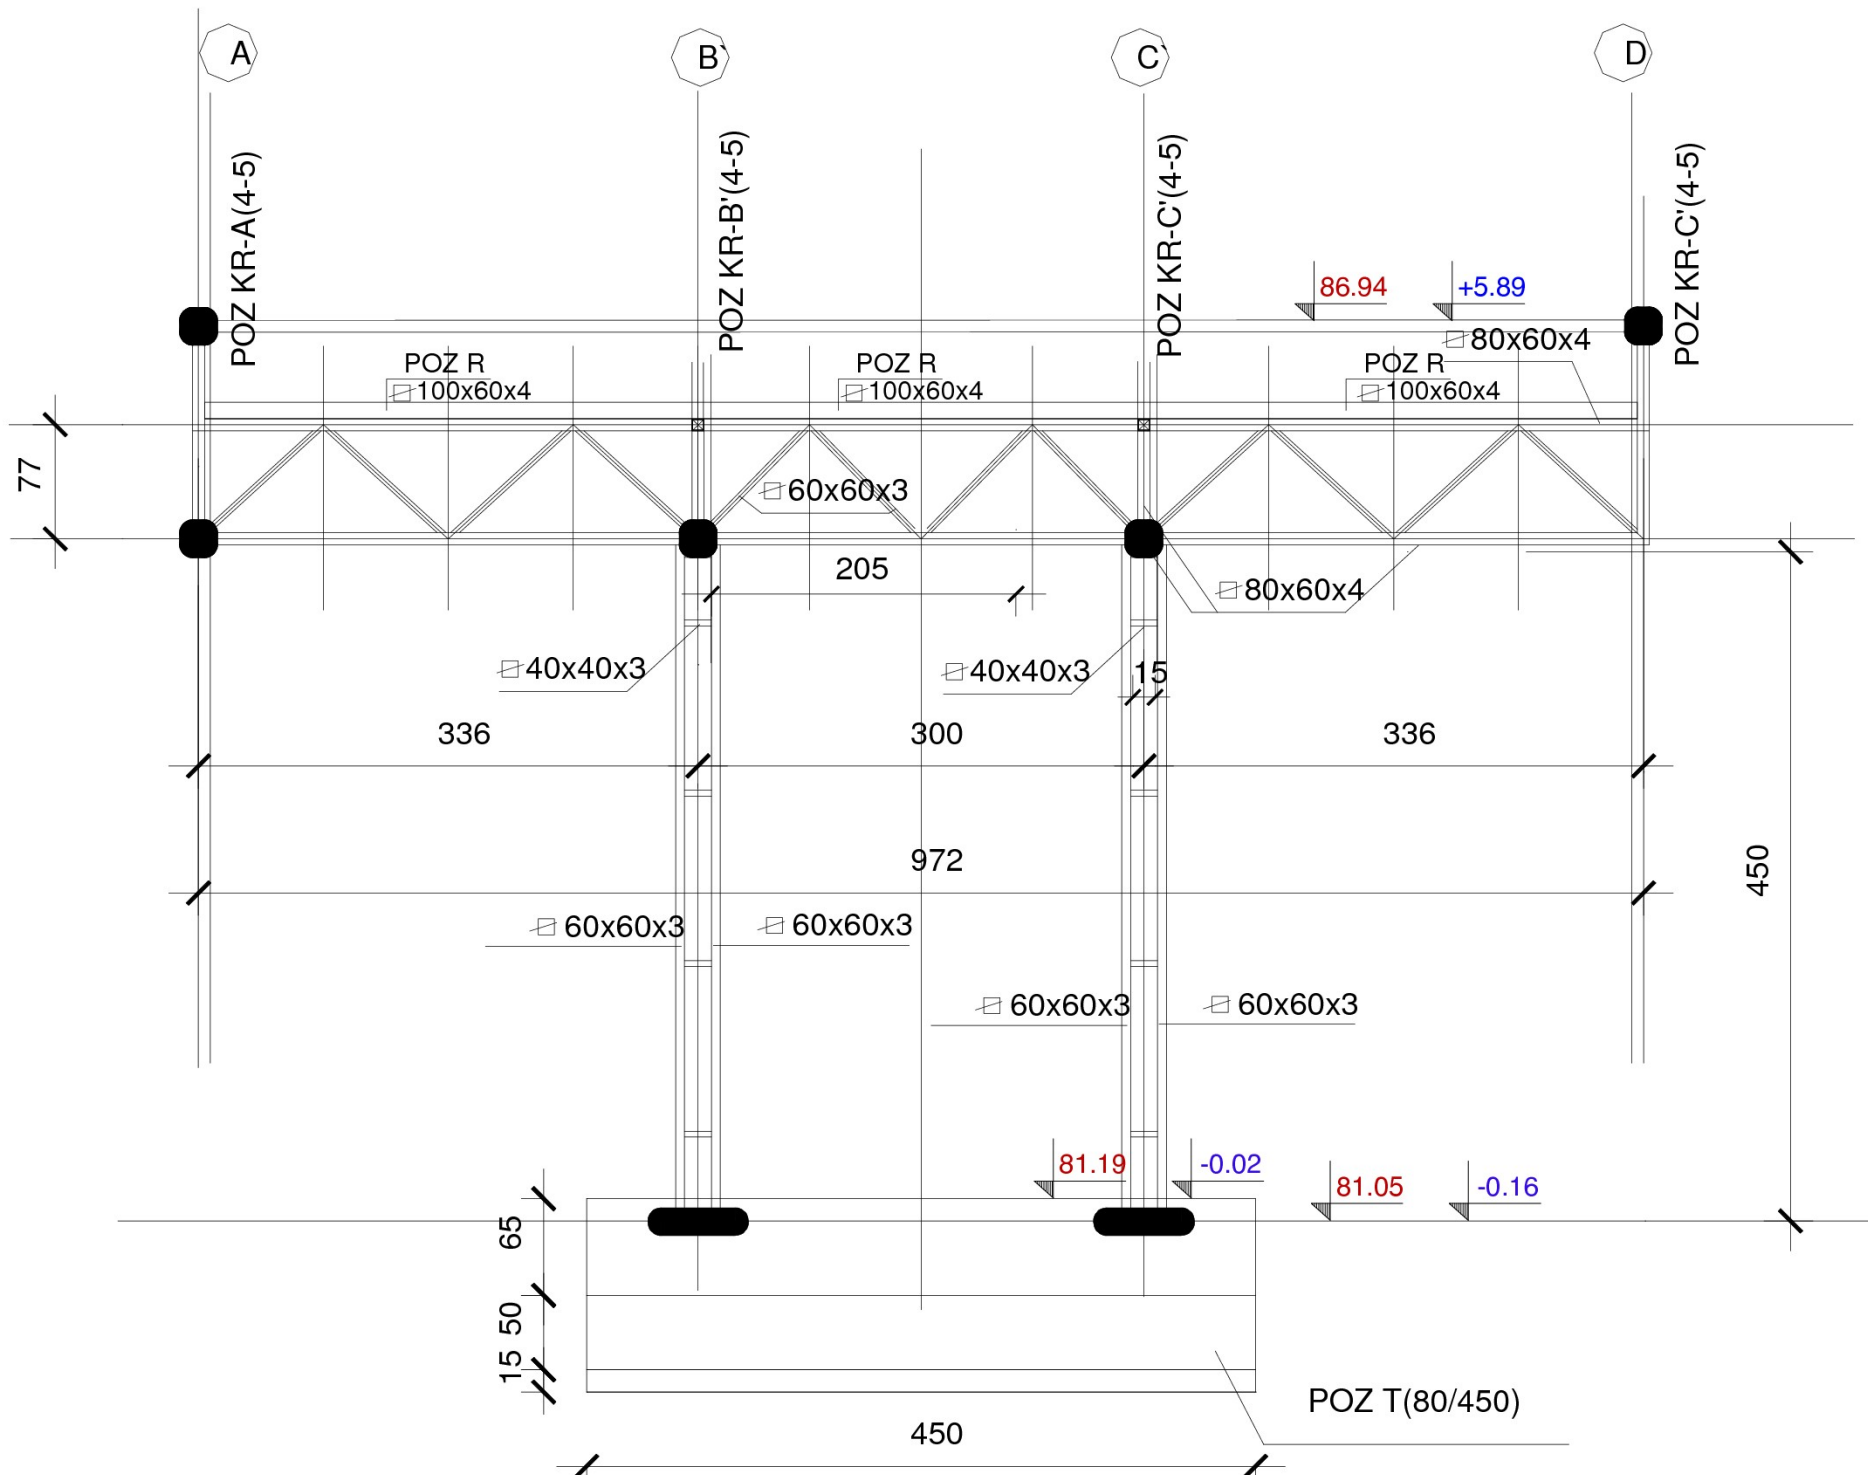 A
B`
C`
D
POZ KR-A(4-5)
POZ KR-B'(4-5)
POZ KR-C'(4-5)
POZ KR-C'(4-5)
86.94
+5.89
80x60x4
POZ R
100x60x4
POZ R
100x60x4
POZ R
100x60x4
77
60x60x3
205
80x60x4
40x40x3
40x40x3
15
336
300
336
972
450
60x60x3
60x60x3
60x60x3
60x60x3
81.19
-0.02
81.05
-0.16
65
50
15
POZ T(80/450)
450